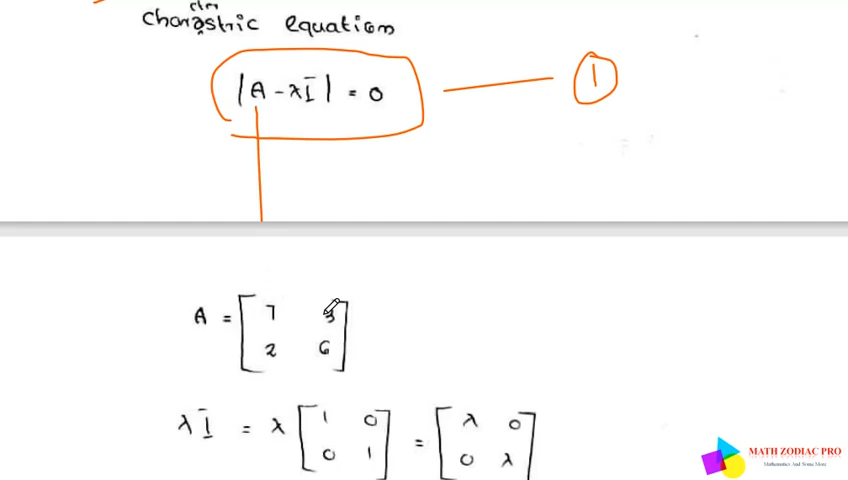 cter
Charastric equation
|A - λI| = 0 ① 
A = [ 7 3
2 6 ]
λI = λ [ 1 0
0 1 ] = [ λ 0
0 λ ]
MATH ZODIAC PRO
Mathematics And Some More